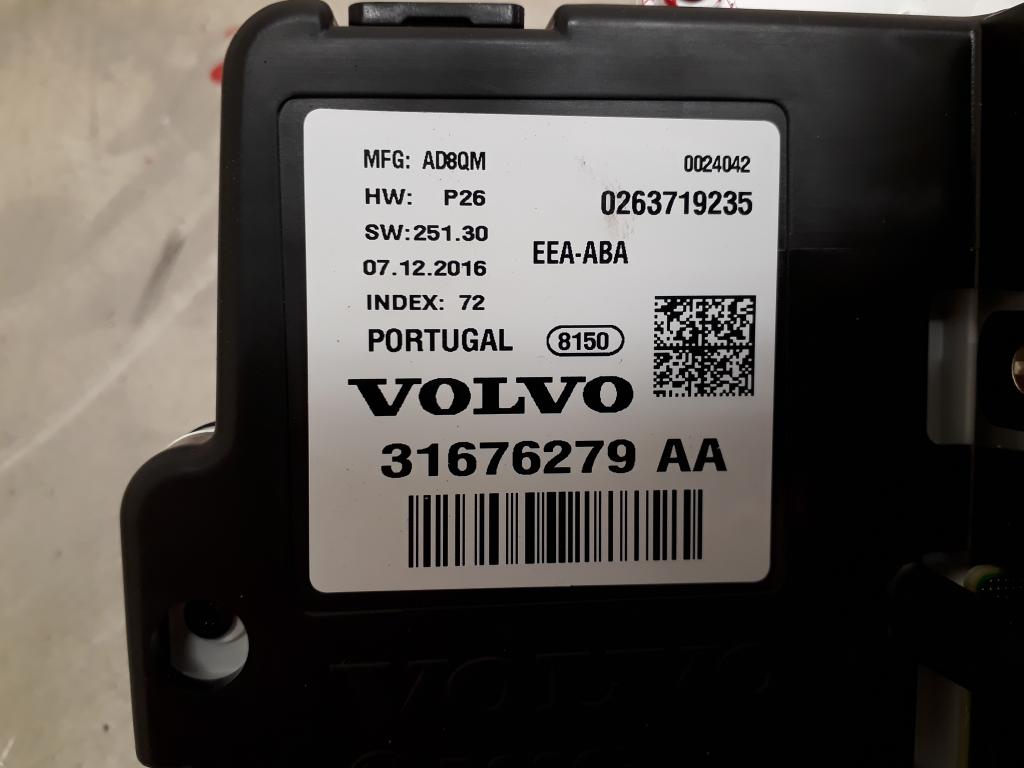 MFG: AD8QM
0024042
HW: P26
0263719235
SW:251.30
EEA-ABA
07.12.2016
INDEX: 72
PORTUGAL
8150
VOLVO
31676279 AA
VOLVO